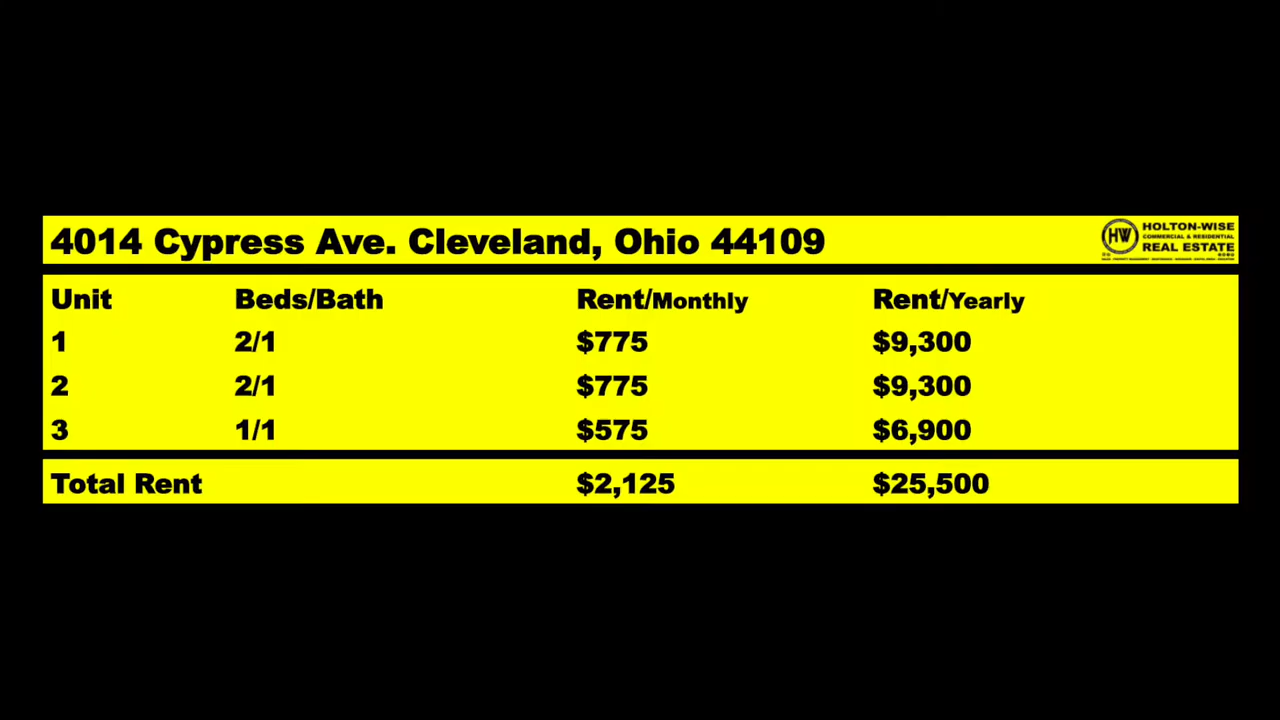 4014 Cypress Ave. Cleveland, Ohio 44109
HW
HOLTON-WISE
COMMERCIAL & RESIDENTIAL
REAL ESTATE
Unit Beds/Bath Rent/Monthly Rent/Yearly
1 2/1 $775 $9,300
2 2/1 $775 $9,300
3 1/1 $575 $6,900
Total Rent $2,125 $25,500